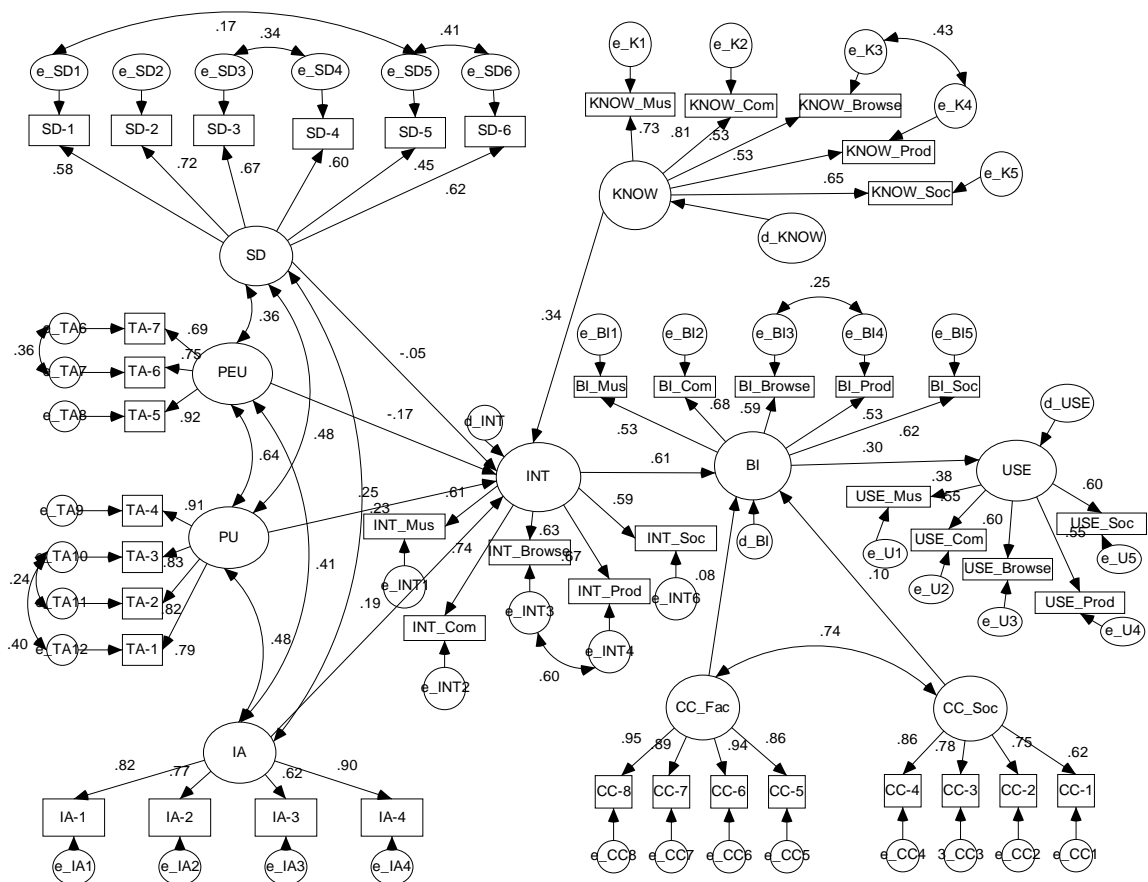 .17
.34
.41
e_SD1
e_SD2
e_SD3
e_SD4
e_SD5
e_SD6
SD-1
SD-2
SD-3
SD-4
SD-5
SD-6
.58
.72
.67
.60
.45
.62
SD
e_K1
e_K2
e_K3
.43
e_K4
e_K5
KNOW_Mus
KNOW_Com
KNOW_Browse
KNOW_Prod
KNOW_Soc
.73
.81
.53
.53
.65
KNOW
d_KNOW
.36
e_TA6
e_TA7
e_TA8
.36
TA-7
TA-6
TA-5
.69
.75
.92
PEU
-.05
-.17
.34
.48
.64
.25
e_BI1
e_BI2
e_BI3
e_BI4
e_BI5
BI_Mus
BI_Com
BI_Browse
BI_Prod
BI_Soc
.53
.68
.59
.53
.62
BI
d_BI
.61
.30
d_USE
USE
.38
.55
.60
.55
.60
USE_Mus
USE_Com
USE_Browse
USE_Prod
USE_Soc
e_U1
e_U2
e_U3
e_U4
e_U5
d_INT
INT
.25
.23
.61
.74
.63
.67
.59
INT_Mus
INT_Com
INT_Browse
INT_Prod
INT_Soc
e_INT1
e_INT2
e_INT3
e_INT4
e_INT6
.60
e_TA9
e_TA10
e_TA11
e_TA12
.24
.40
TA-4
TA-3
TA-2
TA-1
.91
.83
.82
.79
PU
.41
.48
.19
.08
.10
.74
CC_Fac
CC_Soc
.95
.89
.94
.86
.86
.78
.75
.62
CC-8
CC-7
CC-6
CC-5
CC-4
CC-3
CC-2
CC-1
e_CC8
e_CC7
e_CC6
e_CC5
e_CC4
3_CC3
e_CC2
e_CC1
IA
.82
.77
.62
.90
IA-1
IA-2
IA-3
IA-4
e_IA1
e_IA2
e_IA3
e_IA4